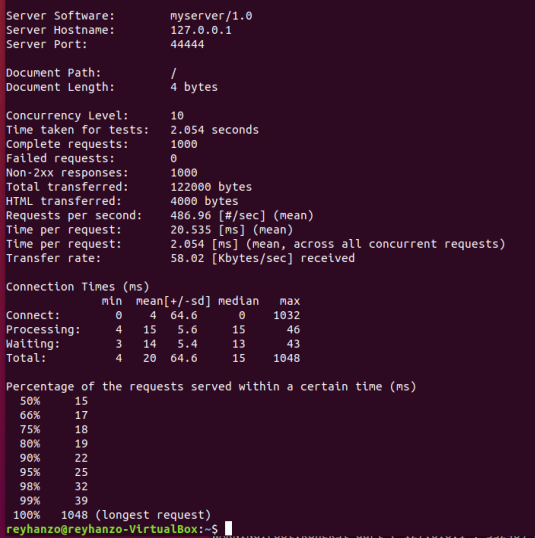 Server Software:        myserver/1.0
Server Hostname:        127.0.0.1
Server Port:            44444
Document Path:          /
Document Length:        4 bytes
Concurrency Level:      10
Time taken for tests:   2.054 seconds
Complete requests:      1000
Failed requests:        0
Non-2xx responses:      1000
Total transferred:      122000 bytes
HTML transferred:       4000 bytes
Requests per second:    486.96 [#/sec] (mean)
Time per request:       20.535 [ms] (mean)
Time per request:       2.054 [ms] (mean, across all concurrent requests)
Transfer rate:          58.02 [Kbytes/sec] received
Connection Times (ms)
              min  mean[+/-sd] median   max
Connect:        0    4  64.6      0    1032
Processing:     4   15   5.6     15      46
Waiting:        3   14   5.4     13      43
Total:          4   20  64.6     15    1048
Percentage of the requests served within a certain time (ms)
  50%     15
  66%     17
  75%     18
  80%     19
  90%     22
  95%     25
  98%     32
  99%     39
 100%   1048 (longest request)
reyhanzo@reyhanzo-VirtualBox:~$